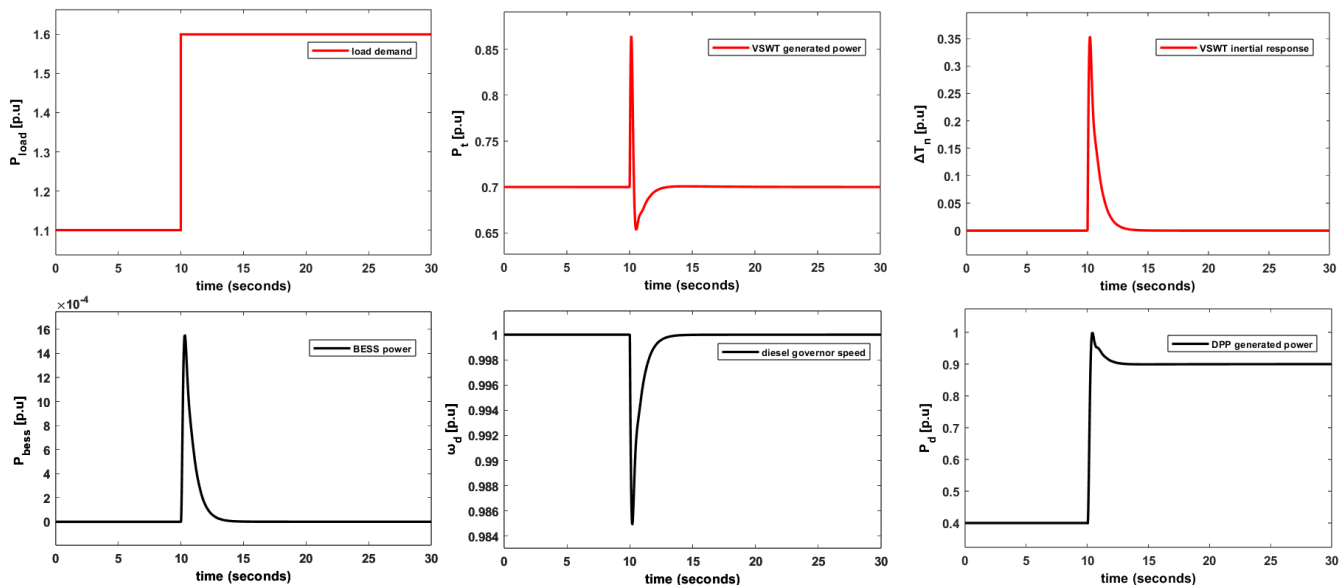 1.6
1.5
1.4
1.3
1.2
1.1
P_load [p.u]
load demand
0 5 10 15 20 25 30
time (seconds)
0.85
0.8
0.75
0.7
0.65
P_t [p.u]
VSWT generated power
0 5 10 15 20 25 30
time (seconds)
0.35
0.3
0.25
0.2
0.15
0.1
0.05
0
ΔT_n [p.u]
VSWT inertial response
0 5 10 15 20 25 30
time (seconds)
×10^-4
16
14
12
10
8
6
4
2
0
P_bess [p.u]
BESS power
0 5 10 15 20 25 30
time (seconds)
1
0.998
0.996
0.994
0.992
0.99
0.988
0.986
0.984
ω_d [p.u]
diesel governor speed
0 5 10 15 20 25 30
time (seconds)
1
0.9
0.8
0.7
0.6
0.5
0.4
P_d [p.u]
DPP generated power
0 5 10 15 20 25 30
time (seconds)